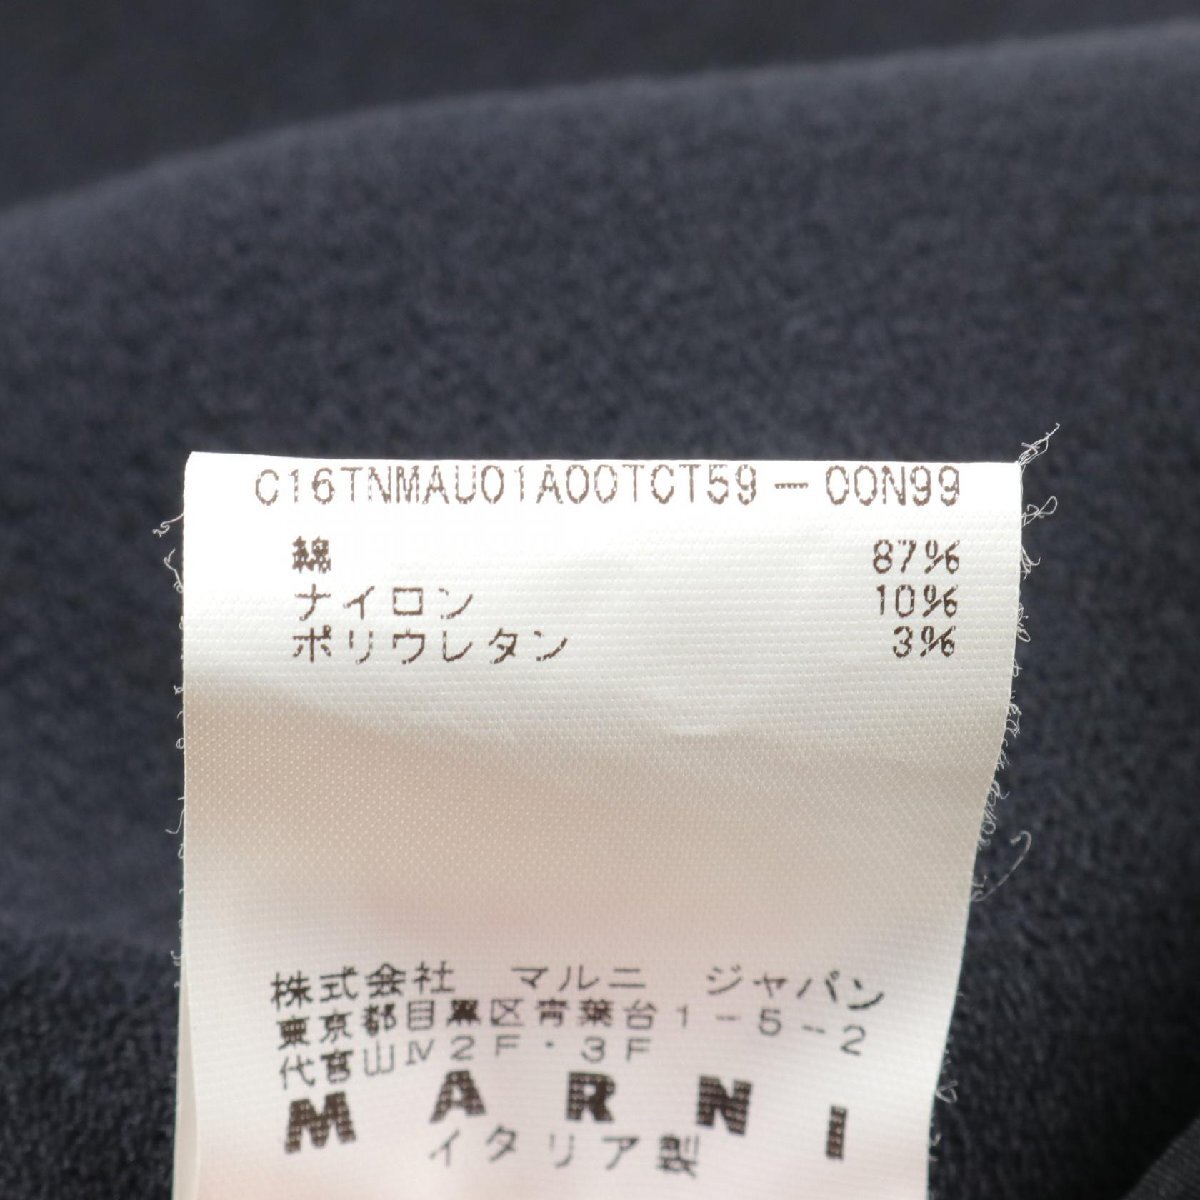 C16TNMAU01A00TCT59-00N99
綿 87%
ナイロン 10%
ポリウレタン 3%
株式会社 マルニ ジャパン
東京都目黒区青葉台1-5-2
代官山Ⅳ2F・3F
MARNI
イタリア製